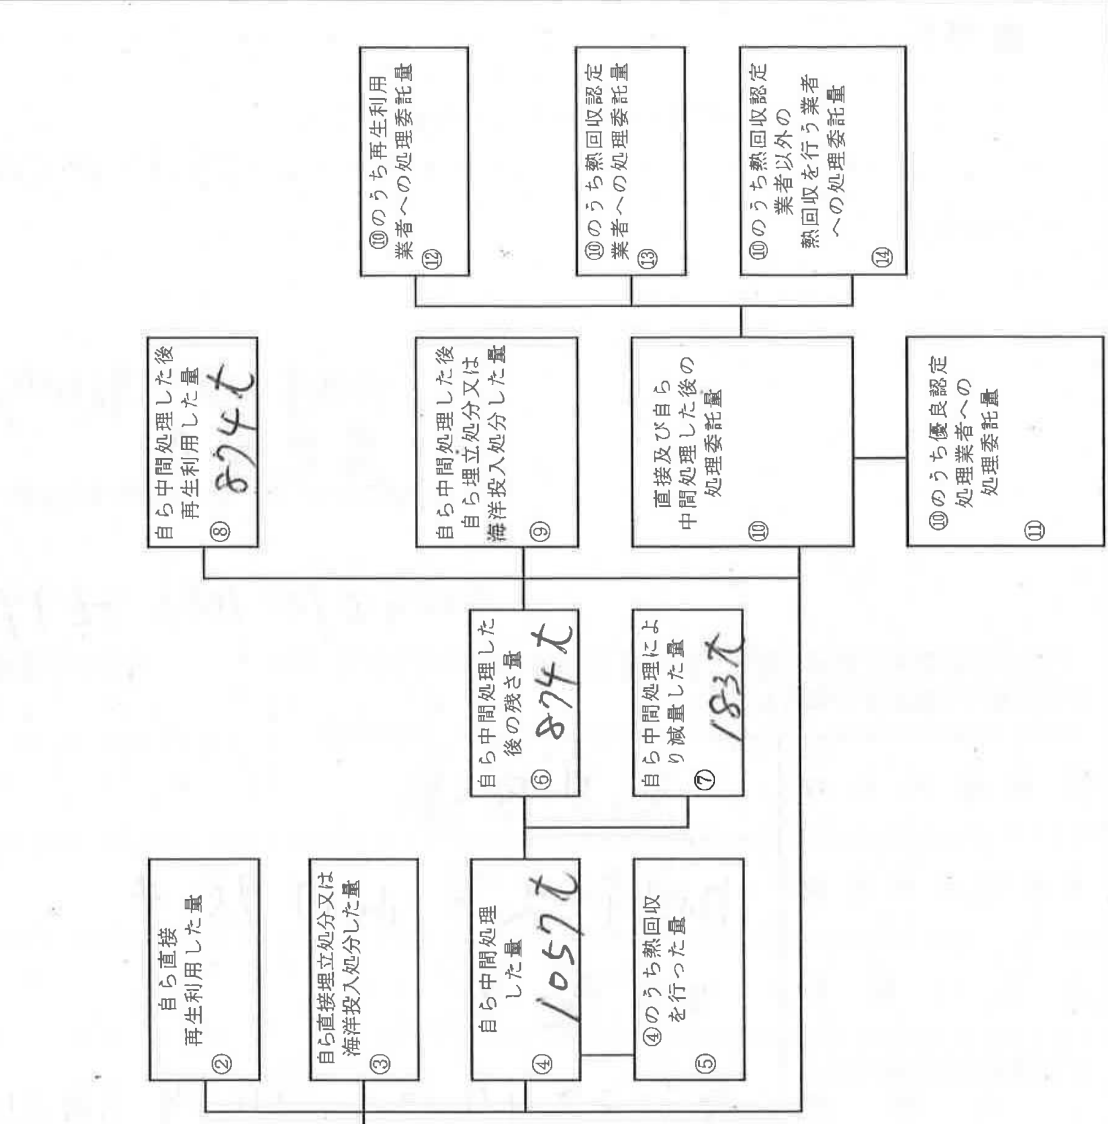 自ら直接
再生利用した量
②
自ら直接埋立処分又は
海洋投入処分した量
③
自ら中間処理
した量
④
1057t
④のうち熱回収
を行った量
⑤
自ら中間処理した
後の残さ量
⑥
874t
自ら中間処理によ
り減量した量
⑦
183t
自ら中間処理した後
再生利用した量
⑧
874t
自ら中間処理した後
自ら埋立処分又は
海洋投入処分した量
⑨
直接及び自ら
中間処理した後の
処理委託量
⑩
⑩のうち優良認定
処理業者への
処理委託量
⑪
⑩のうち再生利用
業者への処理委託量
⑫
⑩のうち熱回収認定
業者への処理委託量
⑬
⑩のうち熱回収認定
業者以外の
熱回収を行う業者
への処理委託量
⑭